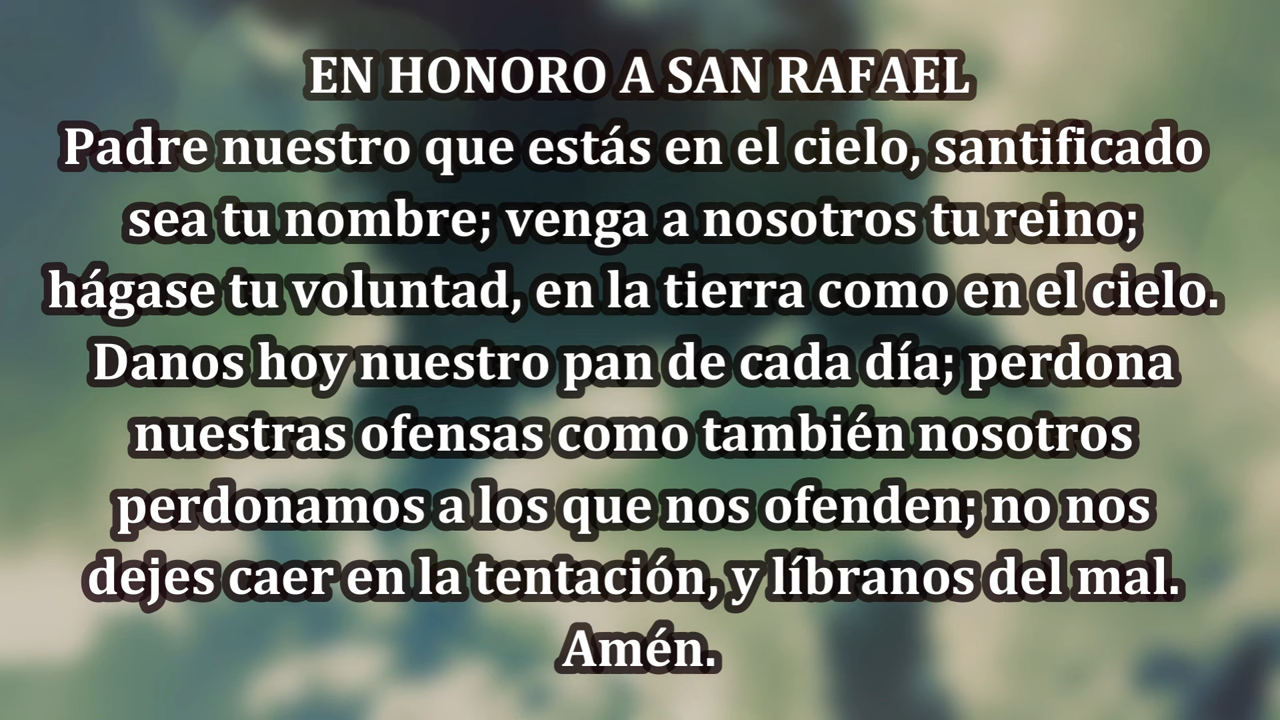 EN HONORO A SAN RAFAEL
Padre nuestro que estás en el cielo, santificado
sea tu nombre; venga a nosotros tu reino;
hágase tu voluntad, en la tierra como en el cielo.
Danos hoy nuestro pan de cada día; perdona
nuestras ofensas como también nosotros
perdonamos a los que nos ofenden; no nos
dejes caer en la tentación, y líbranos del mal.
Amén.